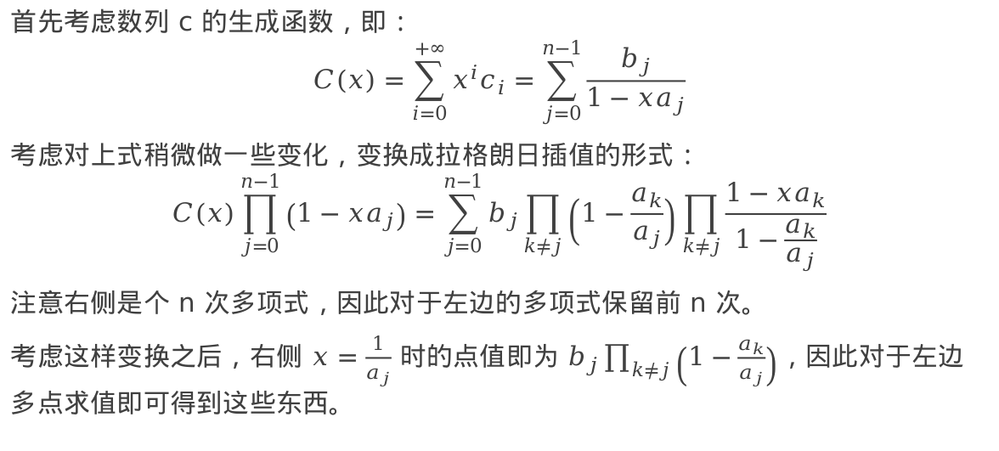 首先考虑数列 c 的生成函数，即：
$$C(x) = \sum_{i=0}^{+\infty} x^i c_i = \sum_{j=0}^{n-1} \frac{b_j}{1 - xa_j}$$
考虑对上式稍微做一些变化，变换成拉格朗日插值的形式：
$$C(x) \prod_{j=0}^{n-1} (1 - xa_j) = \sum_{j=0}^{n-1} b_j \prod_{k \neq j} \left(1 - \frac{a_k}{a_j}\right) \prod_{k \neq j} \frac{1 - xa_k}{1 - \frac{a_k}{a_j}}$$
注意右侧是个 n 次多项式，因此对于左边的多项式保留前 n 次。
考虑这样变换之后，右侧 $x = \frac{1}{a_j}$ 时的点值即为 $b_j \prod_{k \neq j} \left(1 - \frac{a_k}{a_j}\right)$，因此对于左边
多点求值即可得到这些东西。